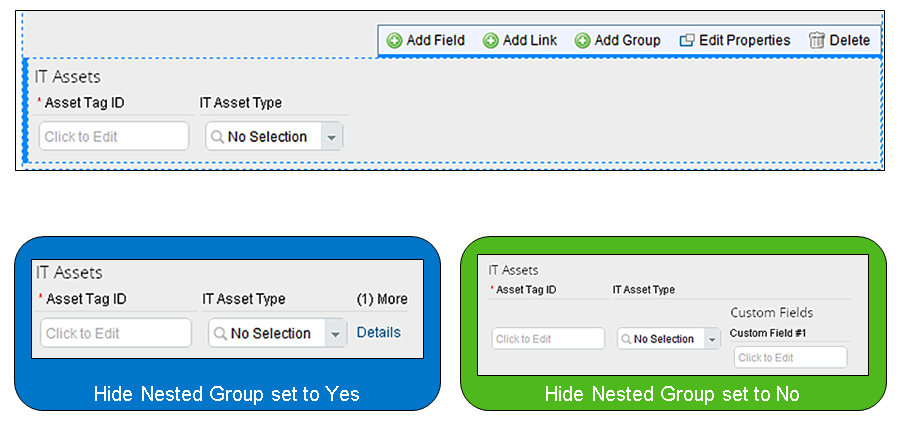 Add Field Add Link Add Group Edit Properties Delete
IT Assets
* Asset Tag ID IT Asset Type
Click to Edit No Selection
IT Assets
* Asset Tag ID IT Asset Type (1) More
Click to Edit No Selection Details
Hide Nested Group set to Yes
IT Assets
* Asset Tag ID IT Asset Type
Custom Fields
Custom Field #1
Click to Edit No Selection
Click to Edit
Hide Nested Group set to No